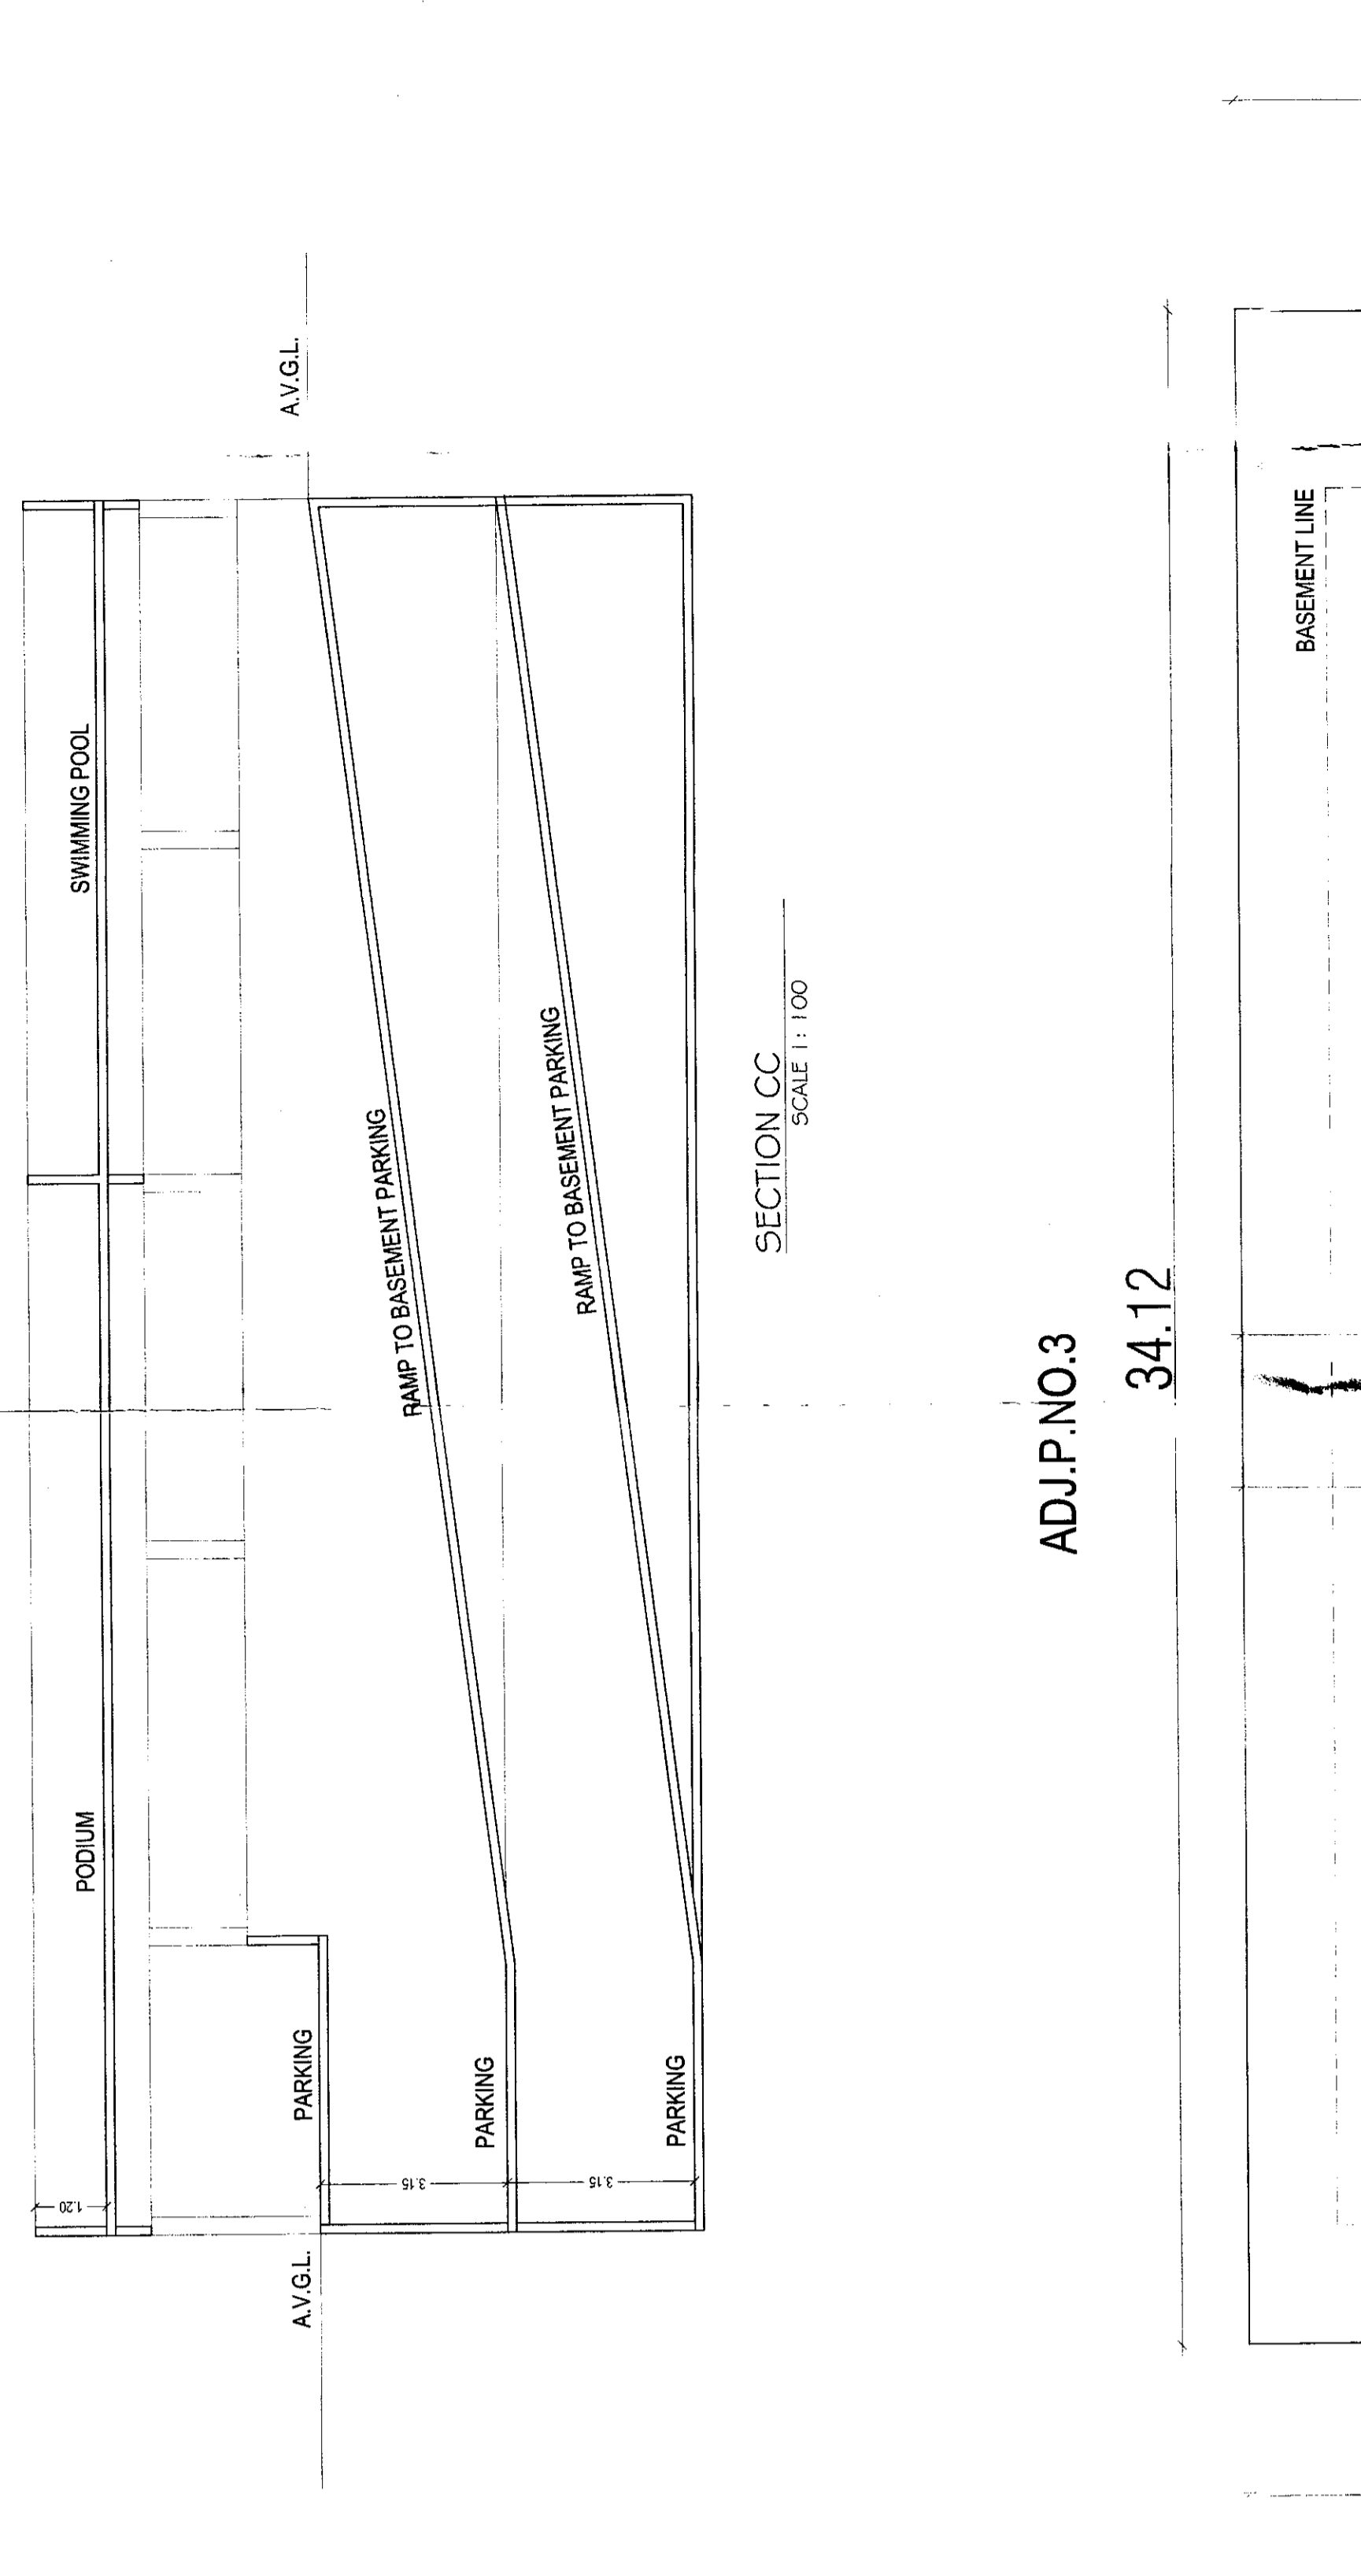 SWIMMING POOL
PODIUM
1.20
A.V.G.L.
A.V.G.L.
RAMP TO BASEMENT PARKING
PARKING
3.15
RAMP TO BASEMENT PARKING
PARKING
3.15
PARKING
SECTION CC
SCALE 1:100
ADJ.P.NO.3
34.12
BASEMENT LINE